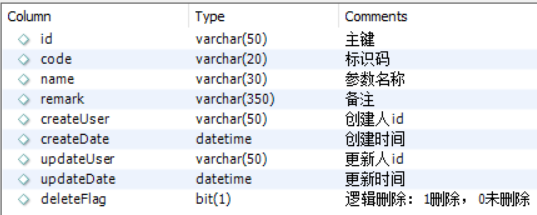 Column Type Comments
id varchar(50) 主键
code varchar(20) 标识码
name varchar(30) 参数名称
remark varchar(350) 备注
createUser varchar(50) 创建人id
createDate datetime 创建时间
updateUser varchar(50) 更新人id
updateDate datetime 更新时间
deleteFlag bit(1) 逻辑删除：1删除，0未删除